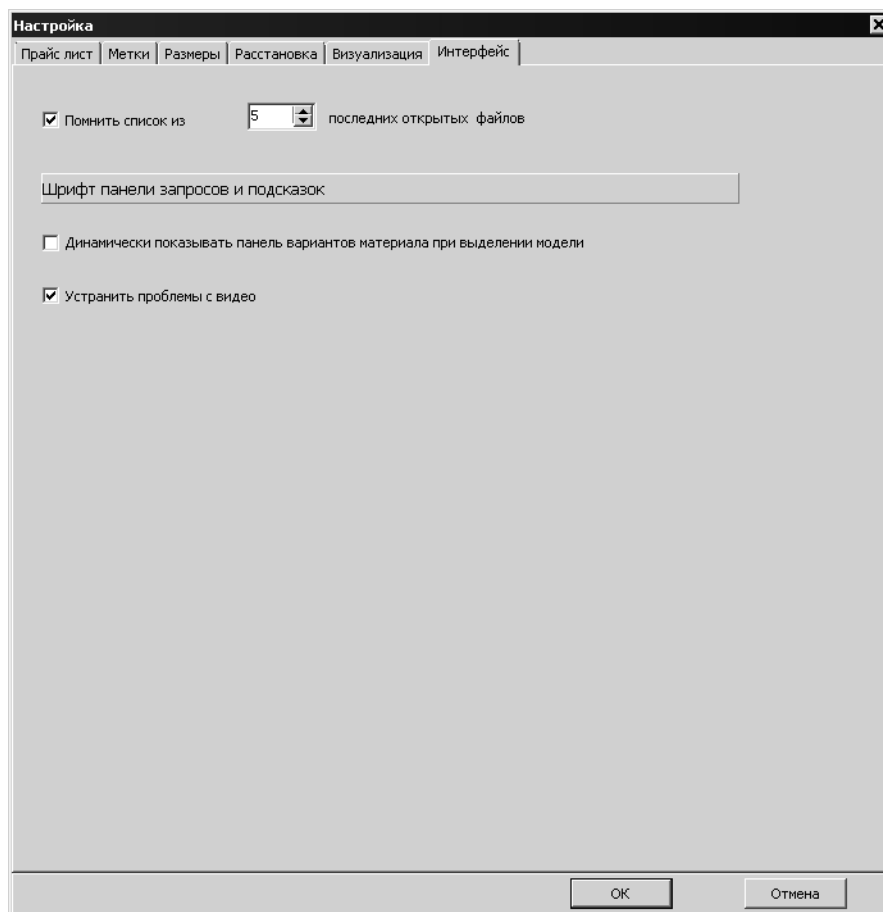 Настройка
Прайс лист Метки Размеры Расстановка Визуализация Интерфейс
Помнить список из 5 последних открытых файлов
Шрифт панели запросов и подсказок
Динамически показывать панель вариантов материала при выделении модели
Устранить проблемы с видео
ОК Отмена